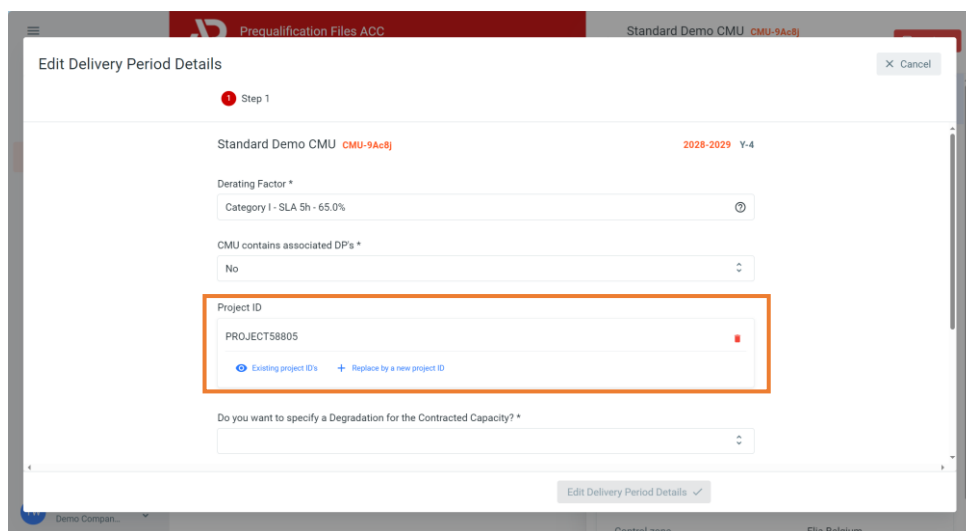 Prequalification Files ACC
Standard Demo CMU CMU-9Ac8j
Edit Delivery Period Details
Cancel
1 Step 1
Standard Demo CMU CMU-9Ac8j
2028-2029 Y-4
Derating Factor *
Category I - SLA 5h - 65.0%
CMU contains associated DP's *
No
Project ID
PROJECT58805
Existing project ID's
Replace by a new project ID
Do you want to specify a Degradation for the Contracted Capacity? *
Edit Delivery Period Details
Demo Compan..
Control zone
Elia Belgium